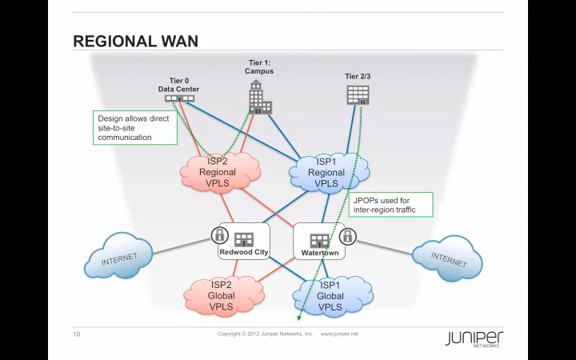 REGIONAL WAN
Tier 0
Data Center
Tier 1:
Campus
Tier 2/3
Design allows direct
site-to-site
communication
ISP2
Regional
VPLS
ISP1
Regional
VPLS
JPOPs used for
inter-region traffic
Redwood City
Watertown
INTERNET
INTERNET
ISP2
Global
VPLS
ISP1
Global
VPLS
10
Copyright © 2012 Juniper Networks, Inc. www.juniper.net
JUNIPER
NETWORKS